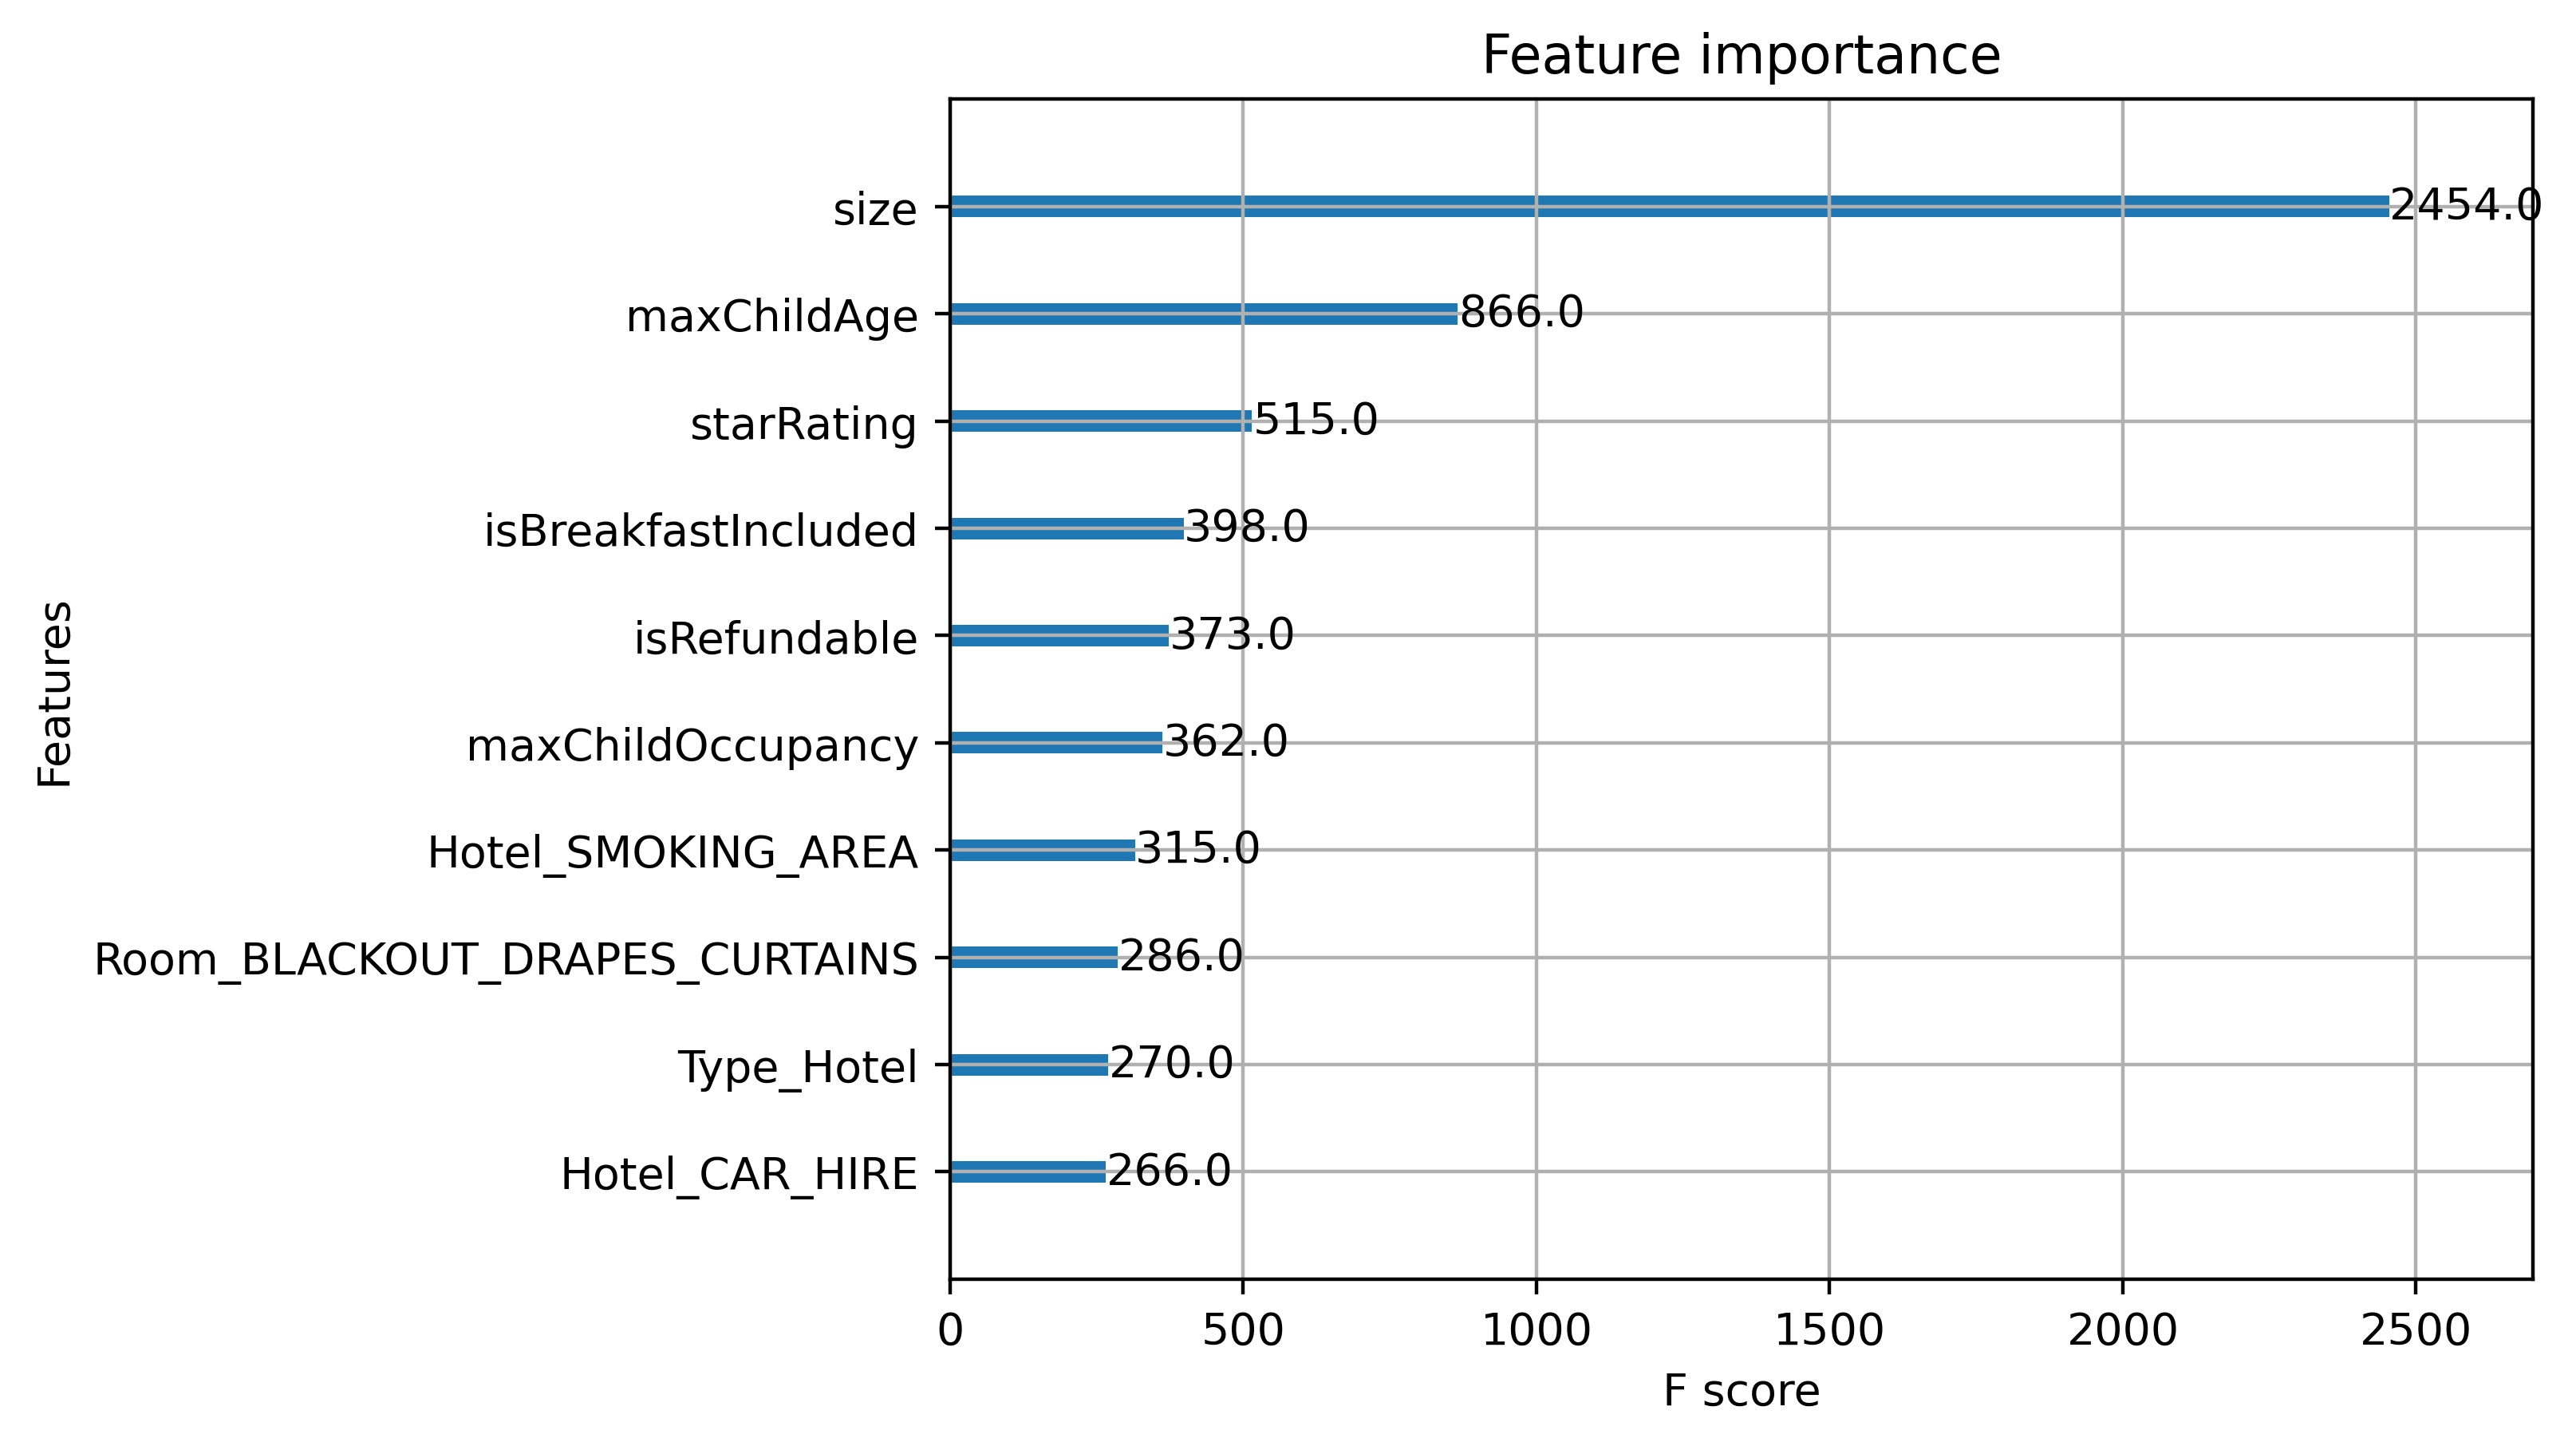 Feature importance
size
2454.0
maxChildAge
866.0
starRating
515.0
isBreakfastIncluded
398.0
isRefundable
373.0
maxChildOccupancy
362.0
Hotel_SMOKING_AREA
315.0
Room_BLACKOUT_DRAPES_CURTAINS
286.0
Type_Hotel
270.0
Hotel_CAR_HIRE
266.0
Features
0 500 1000 1500 2000 2500
F score